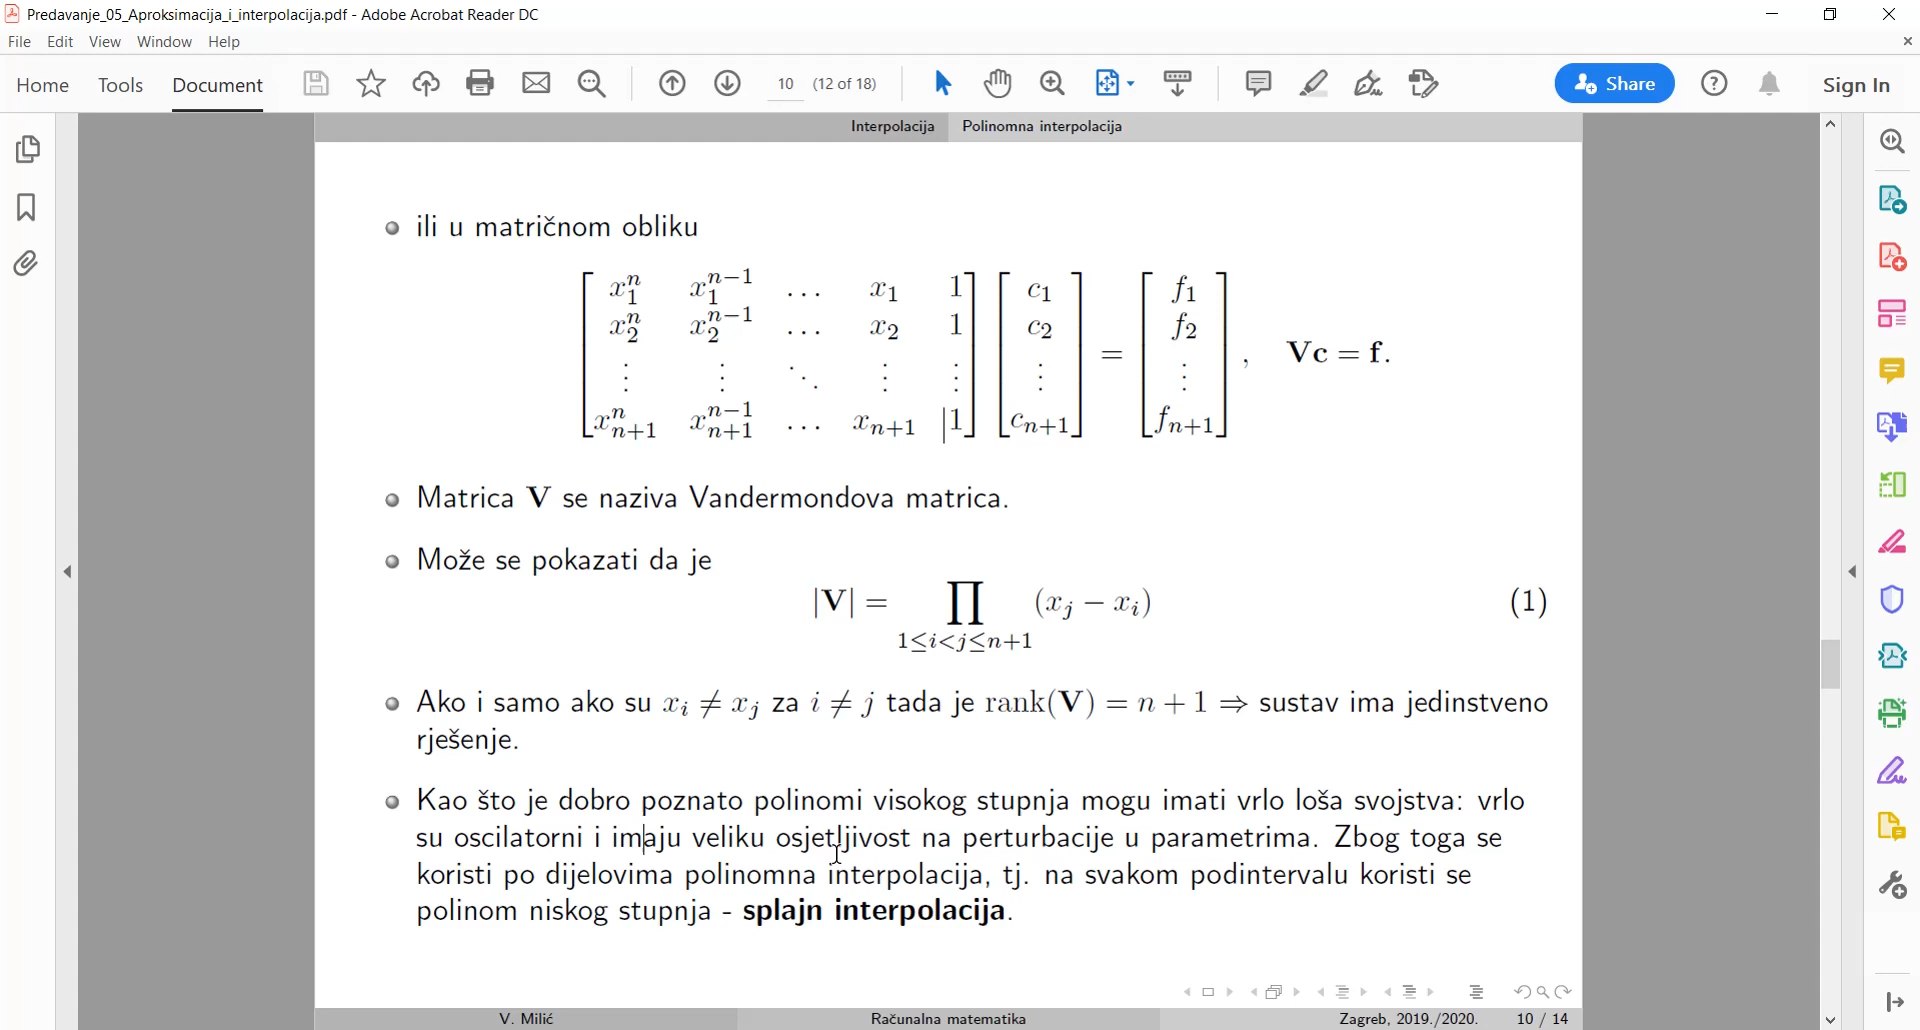 Predavanje_05_Aproksimacija_i_interpolacija.pdf - Adobe Acrobat Reader DC
File Edit View Window Help
Home Tools Document 10 (12 of 18) Share Sign In
Interpolacija Polinomna interpolacija
ili u matričnom obliku
[x_1^n x_1^{n-1} ... x_1 1] [c_1] [f_1]
[x_2^n x_2^{n-1} ... x_2 1] [c_2] [f_2]
[⋮ ⋮ ⋱ ⋮ ⋮] [⋮] = [⋮], Vc = f.
[x_{n+1}^n x_{n+1}^{n-1} ... x_{n+1} 1] [c_{n+1}] [f_{n+1}]
Matrica V se naziva Vandermondova matrica.
Može se pokazati da je
|V| = ∏ (x_j − x_i) (1)
1≤i<j≤n+1
Ako i samo ako su x_i ≠ x_j za i ≠ j tada je rank(V) = n + 1 ⇒ sustav ima jedinstveno
rješenje.
Kao što je dobro poznato polinomi visokog stupnja mogu imati vrlo loša svojstva: vrlo
su oscilatorni i imaju veliku osjetljivost na perturbacije u parametrima. Zbog toga se
koristi po dijelovima polinomna interpolacija, tj. na svakom podintervalu koristi se
polinom niskog stupnja - splajn interpolacija.
V. Milić Računalna matematika Zagreb, 2019./2020. 10 / 14